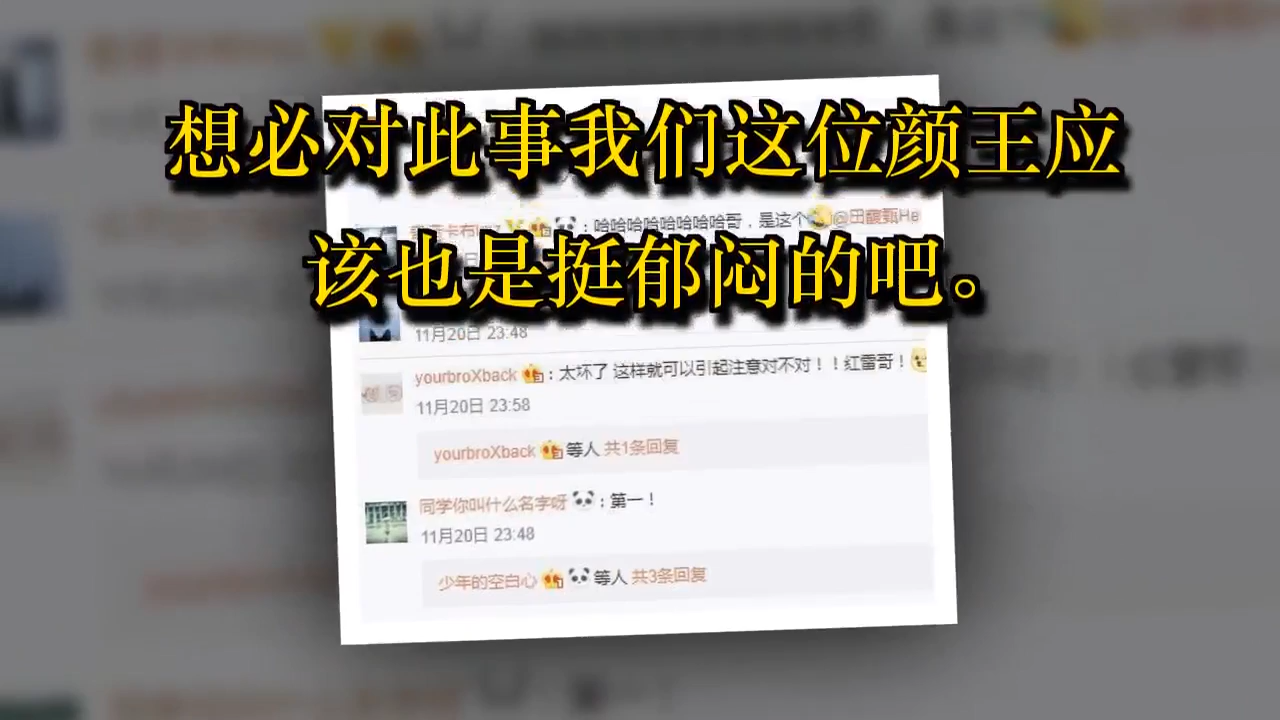 想必对此事我们这位颜王应
该也是挺郁闷的吧。
：哈哈哈哈哈哈哈哈哥，是这个 @田馥甄He
11月20日 23:48
yourbroXback：太坏了 这样就可以引起注意对不对！！红雷哥！
11月20日 23:58
yourbroXback 等人 共1条回复
同学你叫什么名字呀：第一！
11月20日 23:48
少年的空白心 等人 共3条回复